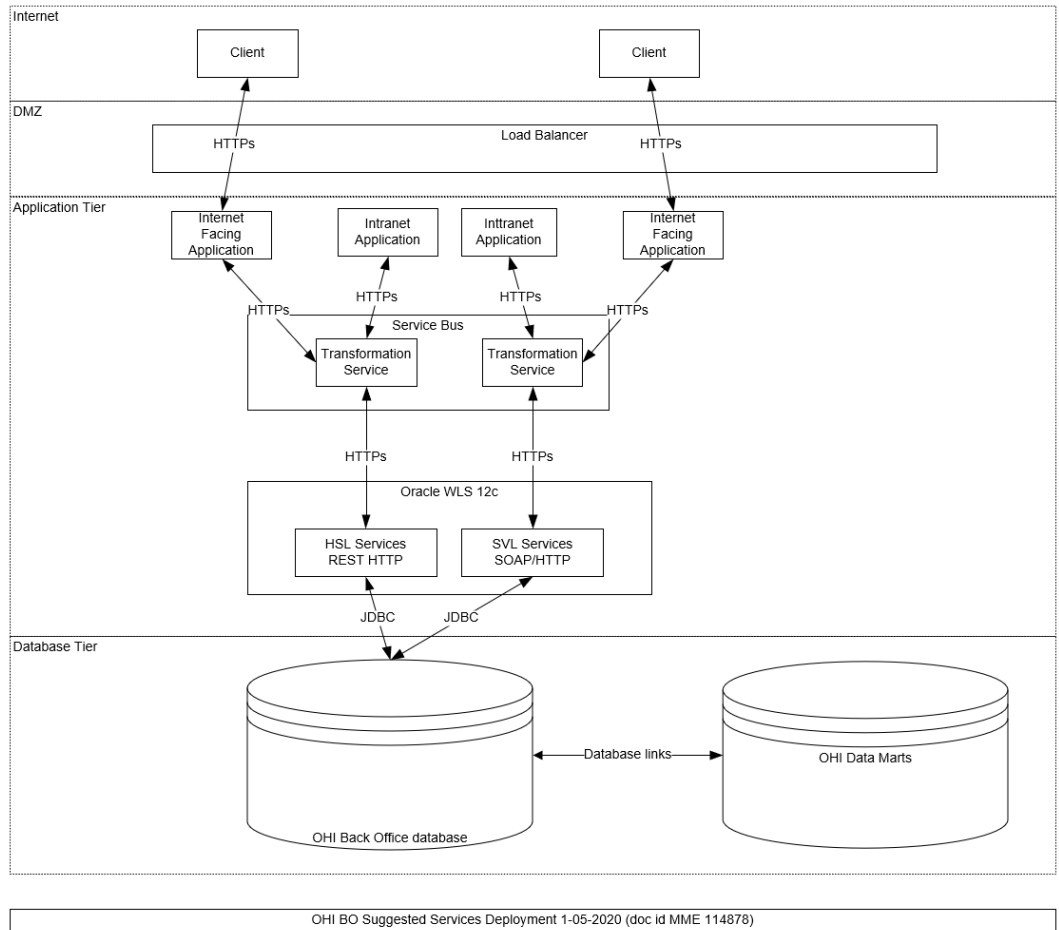 Internet
Client
Client
DMZ
Load Balancer
HTTPs
HTTPs
Application Tier
Internet
Facing
Application
Intranet
Application
Inttranet
Application
Internet
Facing
Application
HTTPs
HTTPs
HTTPs
HTTPs
Service Bus
Transformation
Service
Transformation
Service
HTTPs
HTTPs
Oracle WLS 12c
HSL Services
REST HTTP
SVL Services
SOAP/HTTP
JDBC
JDBC
Database Tier
Database links
OHI Data Marts
OHI Back Office database
OHI BO Suggested Services Deployment 1-05-2020 (doc id MME 114878)